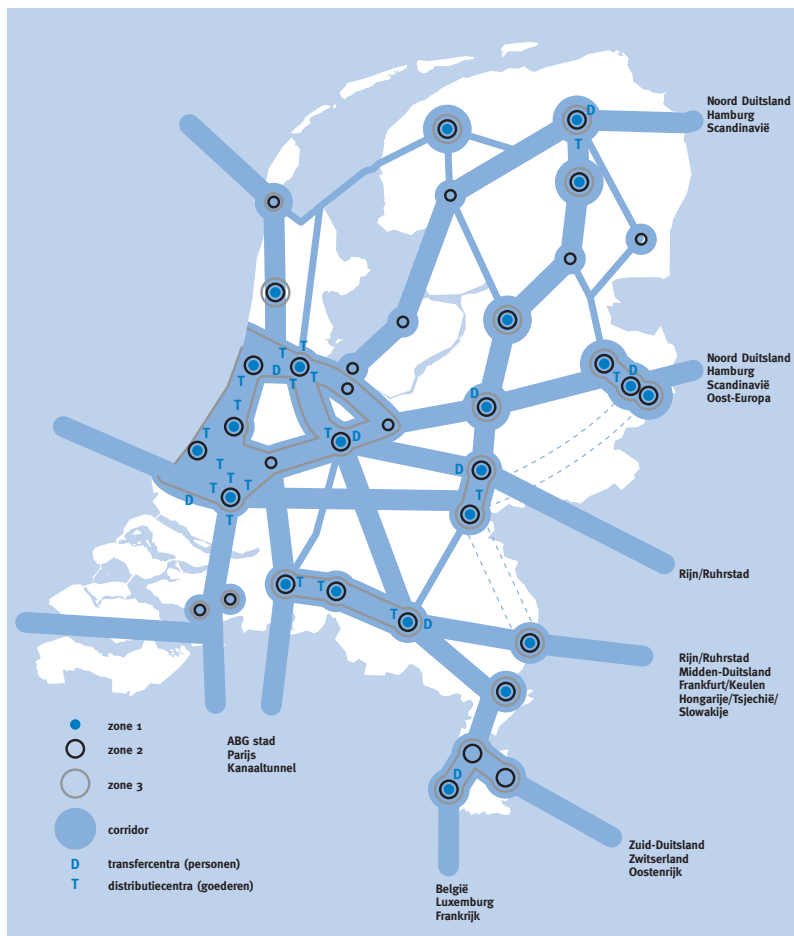 Noord Duitsland
Hamburg
Scandinavië
D
T
T
T
D
T
T
T
T
T
D
T
D
T
D
T
T
T
T
T
D
T
D
T
T
T
T
D
Noord Duitsland
Hamburg
Scandinavië
Oost-Europa
Rijn/Ruhrstad
Rijn/Ruhrstad
Midden-Duitsland
Frankfurt/Keulen
Hongarije/Tsjechië/
Slowakije
D
zone 1
zone 2
zone 3
corridor
D transfercentra (personen)
T distributiecentra (goederen)
ABG stad
Parijs
Kanaaltunnel
Zuid-Duitsland
Zwitserland
Oostenrijk
België
Luxemburg
Frankrijk